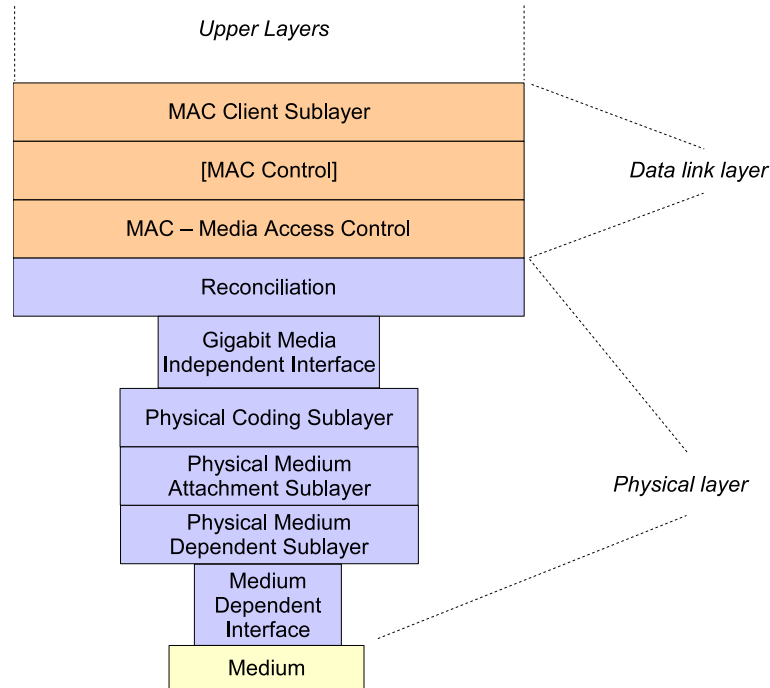 Upper Layers
MAC Client Sublayer
[MAC Control]
Data link layer
MAC – Media Access Control
Reconciliation
Gigabit Media
Independent Interface
Physical Coding Sublayer
Physical Medium
Attachment Sublayer
Physical layer
Physical Medium
Dependent Sublayer
Medium
Dependent
Interface
Medium